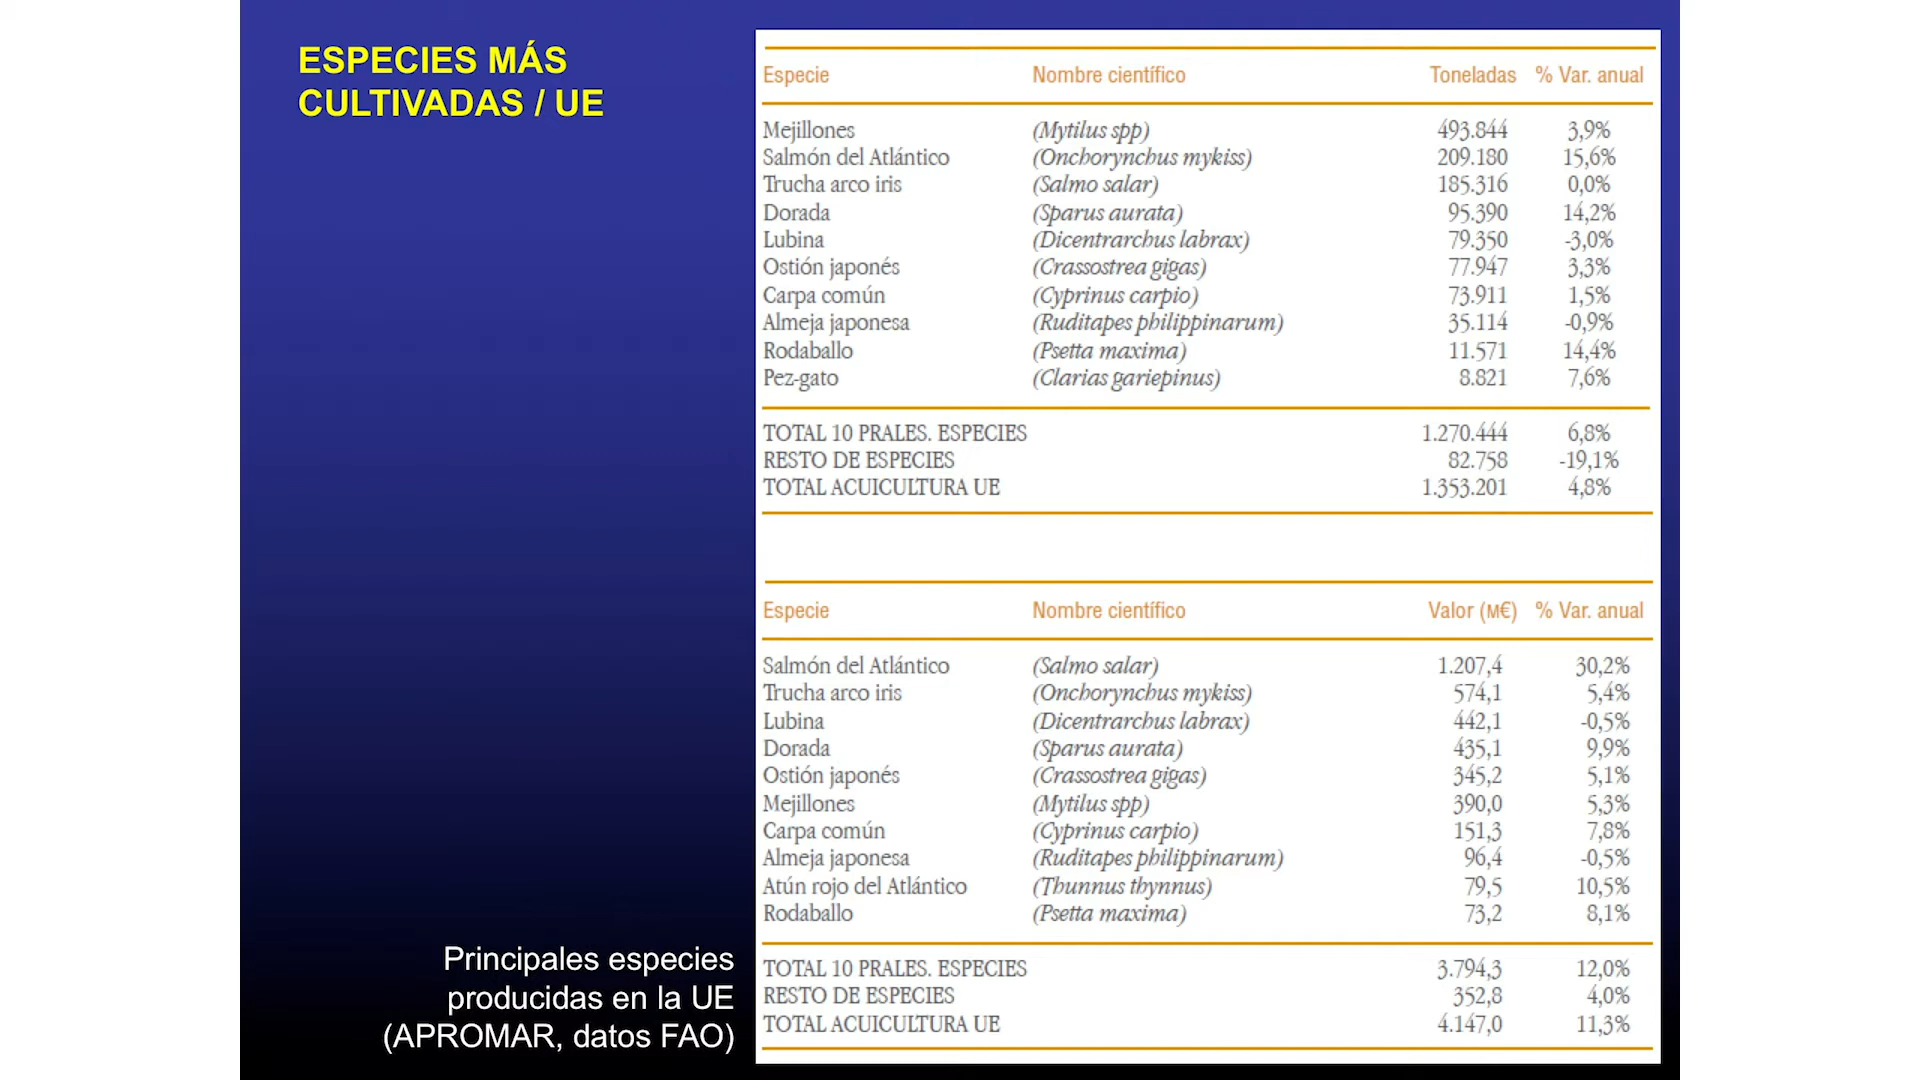 ESPECIES MÁS
CULTIVADAS / UE
Especie Nombre científico Toneladas % Var. anual
Mejillones (Mytilus spp) 493.844 3,9%
Salmón del Atlántico (Onchorynchus mykiss) 209.180 15,6%
Trucha arco iris (Salmo salar) 185.316 0,0%
Dorada (Sparus aurata) 95.390 14,2%
Lubina (Dicentrarchus labrax) 79.350 -3,0%
Ostión japonés (Crassostrea gigas) 77.947 3,3%
Carpa común (Cyprinus carpio) 73.911 1,5%
Almeja japonesa (Ruditapes philippinarum) 35.114 -0,9%
Rodaballo (Psetta maxima) 11.571 14,4%
Pez-gato (Clarias gariepinus) 8.821 7,6%
TOTAL 10 PRALES. ESPECIES 1.270.444 6,8%
RESTO DE ESPECIES 82.758 -19,1%
TOTAL ACUICULTURA UE 1.353.201 4,8%
Especie Nombre científico Valor (M€) % Var. anual
Salmón del Atlántico (Salmo salar) 1.207,4 30,2%
Trucha arco iris (Onchorynchus mykiss) 574,1 5,4%
Lubina (Dicentrarchus labrax) 442,1 -0,5%
Dorada (Sparus aurata) 435,1 9,9%
Ostión japonés (Crassostrea gigas) 345,2 5,1%
Mejillones (Mytilus spp) 390,0 5,3%
Carpa común (Cyprinus carpio) 151,3 7,8%
Almeja japonesa (Ruditapes philippinarum) 96,4 -0,5%
Atún rojo del Atlántico (Thunnus thynnus) 79,5 10,5%
Rodaballo (Psetta maxima) 73,2 8,1%
TOTAL 10 PRALES. ESPECIES 3.794,3 12,0%
RESTO DE ESPECIES 352,8 4,0%
TOTAL ACUICULTURA UE 4.147,0 11,3%
Principales especies
producidas en la UE
(APROMAR, datos FAO)